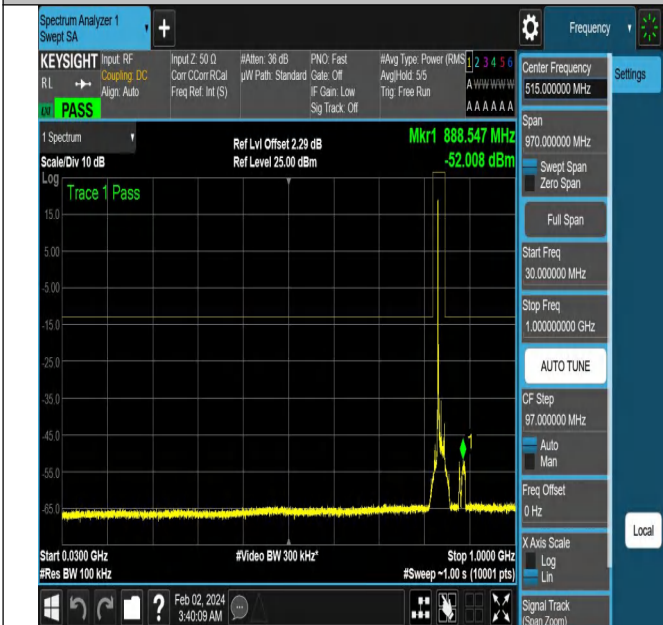 Spectrum Analyzer 1
Swept SA
+
Frequency
KEYSIGHT
RL
Input: RF
Coupling: DC
Align: Auto
Input Z: 50 Ω
Corr CCorr RCal
Freq Ref: Int (S)
#Atten: 36 dB
µW Path: Standard
PNO: Fast
Gate: Off
IF Gain: Low
Sig Track: Off
#Avg Type: Power (RMS
Avg|Hold: 5/5
Trig: Free Run
1 2 3 4 5 6
A W W W W W
A A A A A A
PASS
1 Spectrum
Scale/Div 10 dB
Log
Ref Lvl Offset 2.29 dB
Ref Level 25.00 dBm
Mkr1 888.547 MHz
-52.008 dBm
Trace 1 Pass
15.0
5.00
-5.00
-15.0
-25.0
-35.0
-45.0
-55.0
-65.0
1
Start 0.0300 GHz
#Res BW 100 kHz
#Video BW 300 kHz*
Stop 1.0000 GHz
#Sweep ~1.00 s (10001 pts)
Feb 02, 2024
3:40:09 AM
?
Center Frequency
515.000000 MHz
Settings
Span
970.000000 MHz
Swept Span
Zero Span
Full Span
Start Freq
30.000000 MHz
Stop Freq
1.000000000 GHz
AUTO TUNE
CF Step
97.000000 MHz
Auto
Man
Freq Offset
0 Hz
X Axis Scale
Log
Lin
Local
Signal Track
(Span Zoom)